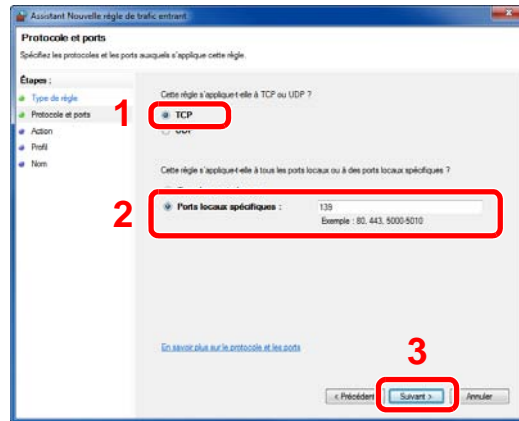 Assistant Nouvelle règle de trafic entrant
Protocole et ports
Spécifiez les protocoles et les ports auxquels s'applique cette règle.
Étapes :
Type de règle
Protocole et ports
Action
Profil
Nom
Cette règle s'applique-t-elle à TCP ou UDP ?
1
TCP
UDP
Cette règle s'applique-t-elle à tous les ports locaux ou à des ports locaux spécifiques ?
2
Ports locaux spécifiques :
139
Exemple : 80, 443, 5000-5010
En savoir plus sur le protocole et les ports
3
< Précédent
Suivant >
Annuler